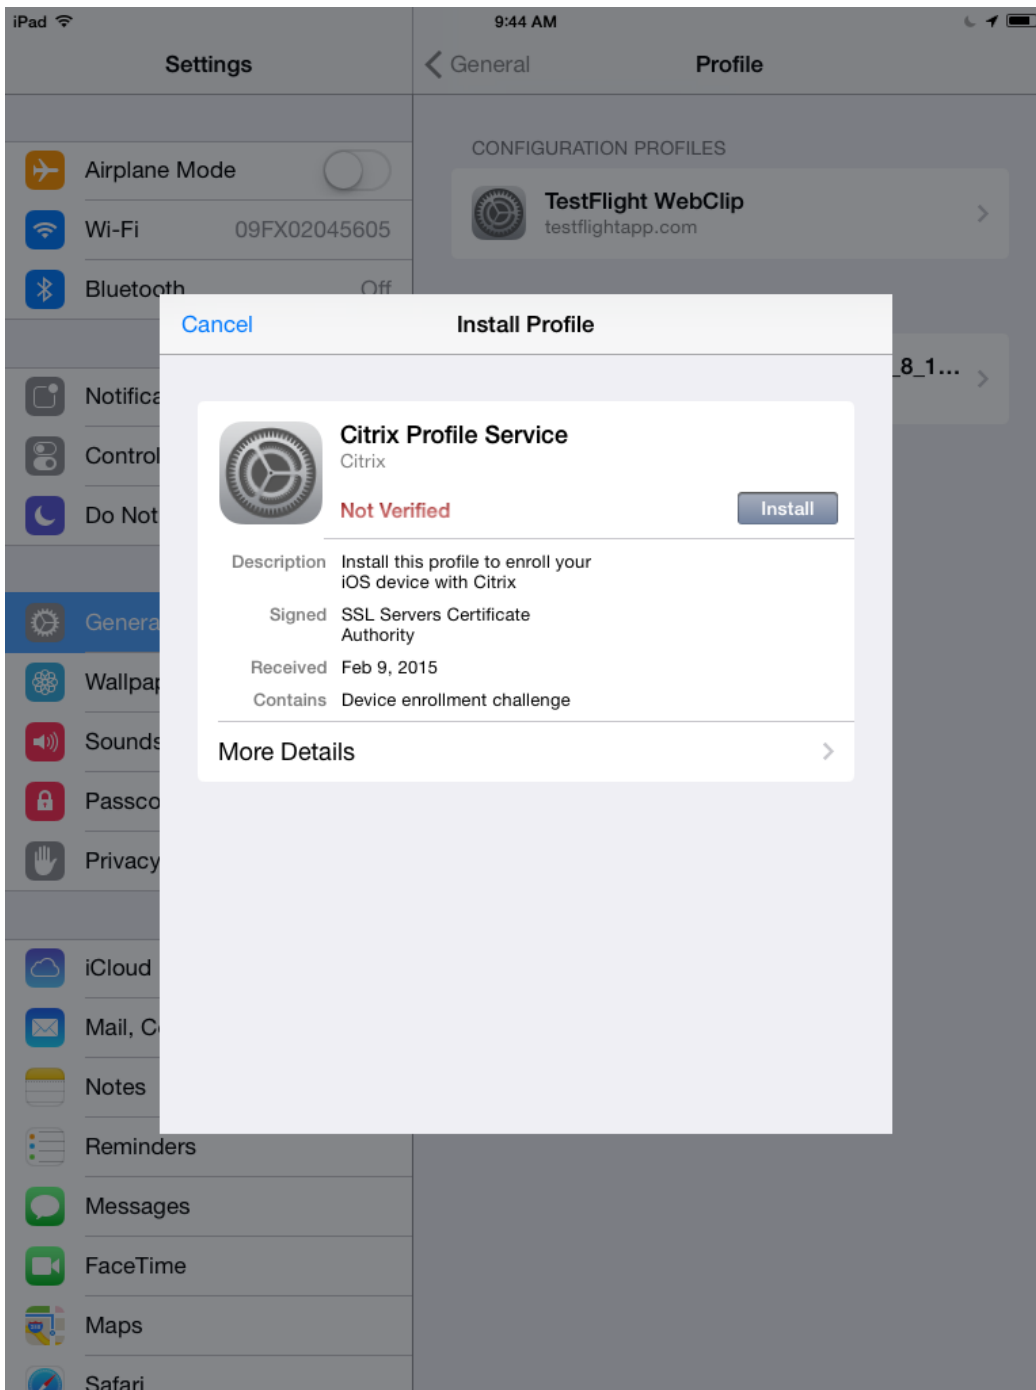 iPad 9:44 AM
Settings
General Profile
Airplane Mode
Wi-Fi 09FX02045605
Bluetooth Off
CONFIGURATION PROFILES
TestFlight WebClip
testflightapp.com
_8_1...
Cancel Install Profile
Citrix Profile Service
Citrix
Not Verified Install
Description Install this profile to enroll your
iOS device with Citrix
Signed SSL Servers Certificate
Authority
Received Feb 9, 2015
Contains Device enrollment challenge
More Details
Notifica
Control
Do Not
Genera
Wallpap
Sounds
Passco
Privacy
iCloud
Mail, Co
Notes
Reminders
Messages
FaceTime
Maps
Safari